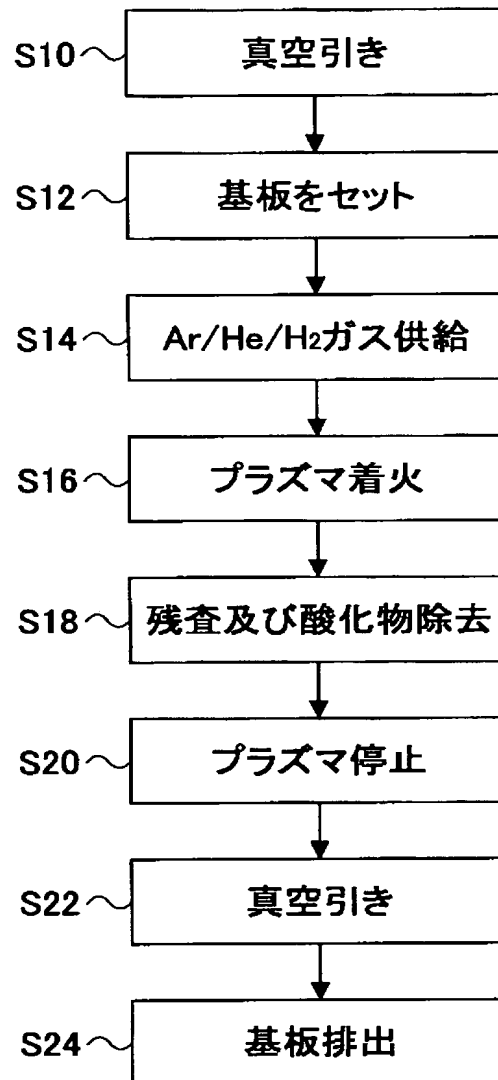 S10 真空引き
S12 基板をセット
S14 Ar/He/H₂ガス供給
S16 プラズマ着火
S18 残査及び酸化物除去
S20 プラズマ停止
S22 真空引き
S24 基板排出